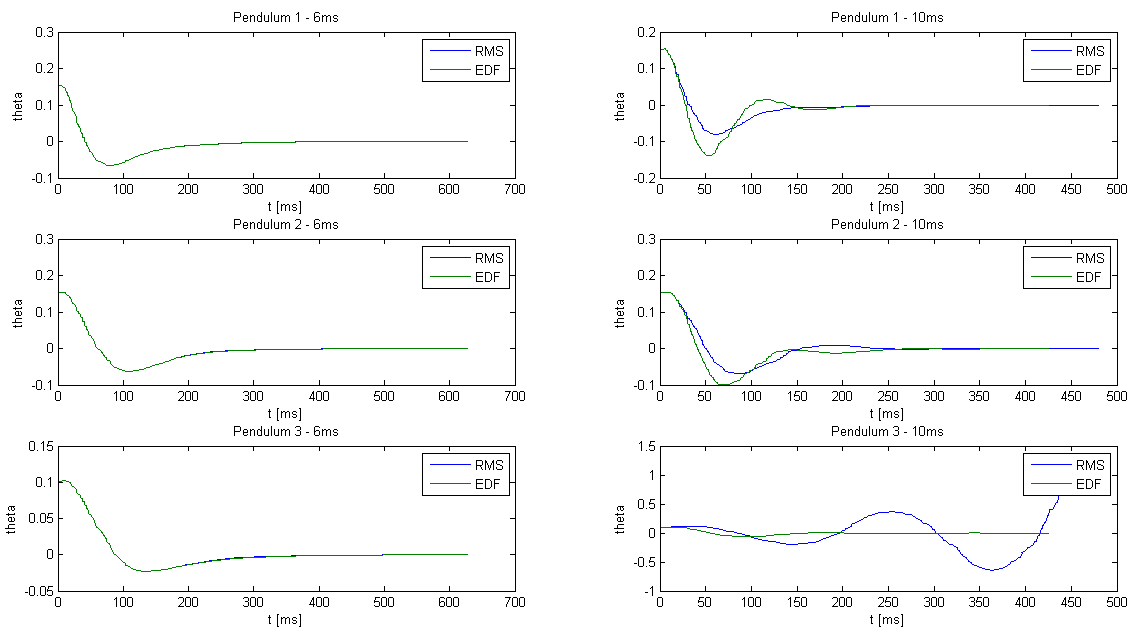 Pendulum 1 - 6ms
0.3
0.2
0.1
0
-0.1
theta
RMS
EDF
0 100 200 300 400 500 600 700
t [ms]
Pendulum 1 - 10ms
0.2
0.1
0
-0.1
-0.2
theta
RMS
EDF
0 50 100 150 200 250 300 350 400 450 500
t [ms]
Pendulum 2 - 6ms
0.3
0.2
0.1
0
-0.1
theta
RMS
EDF
0 100 200 300 400 500 600 700
t [ms]
Pendulum 2 - 10ms
0.3
0.2
0.1
0
-0.1
theta
RMS
EDF
0 50 100 150 200 250 300 350 400 450 500
t [ms]
Pendulum 3 - 6ms
0.15
0.1
0.05
0
-0.05
theta
RMS
EDF
0 100 200 300 400 500 600 700
t [ms]
Pendulum 3 - 10ms
1.5
1
0.5
0
-0.5
-1
theta
RMS
EDF
0 50 100 150 200 250 300 350 400 450 500
t [ms]